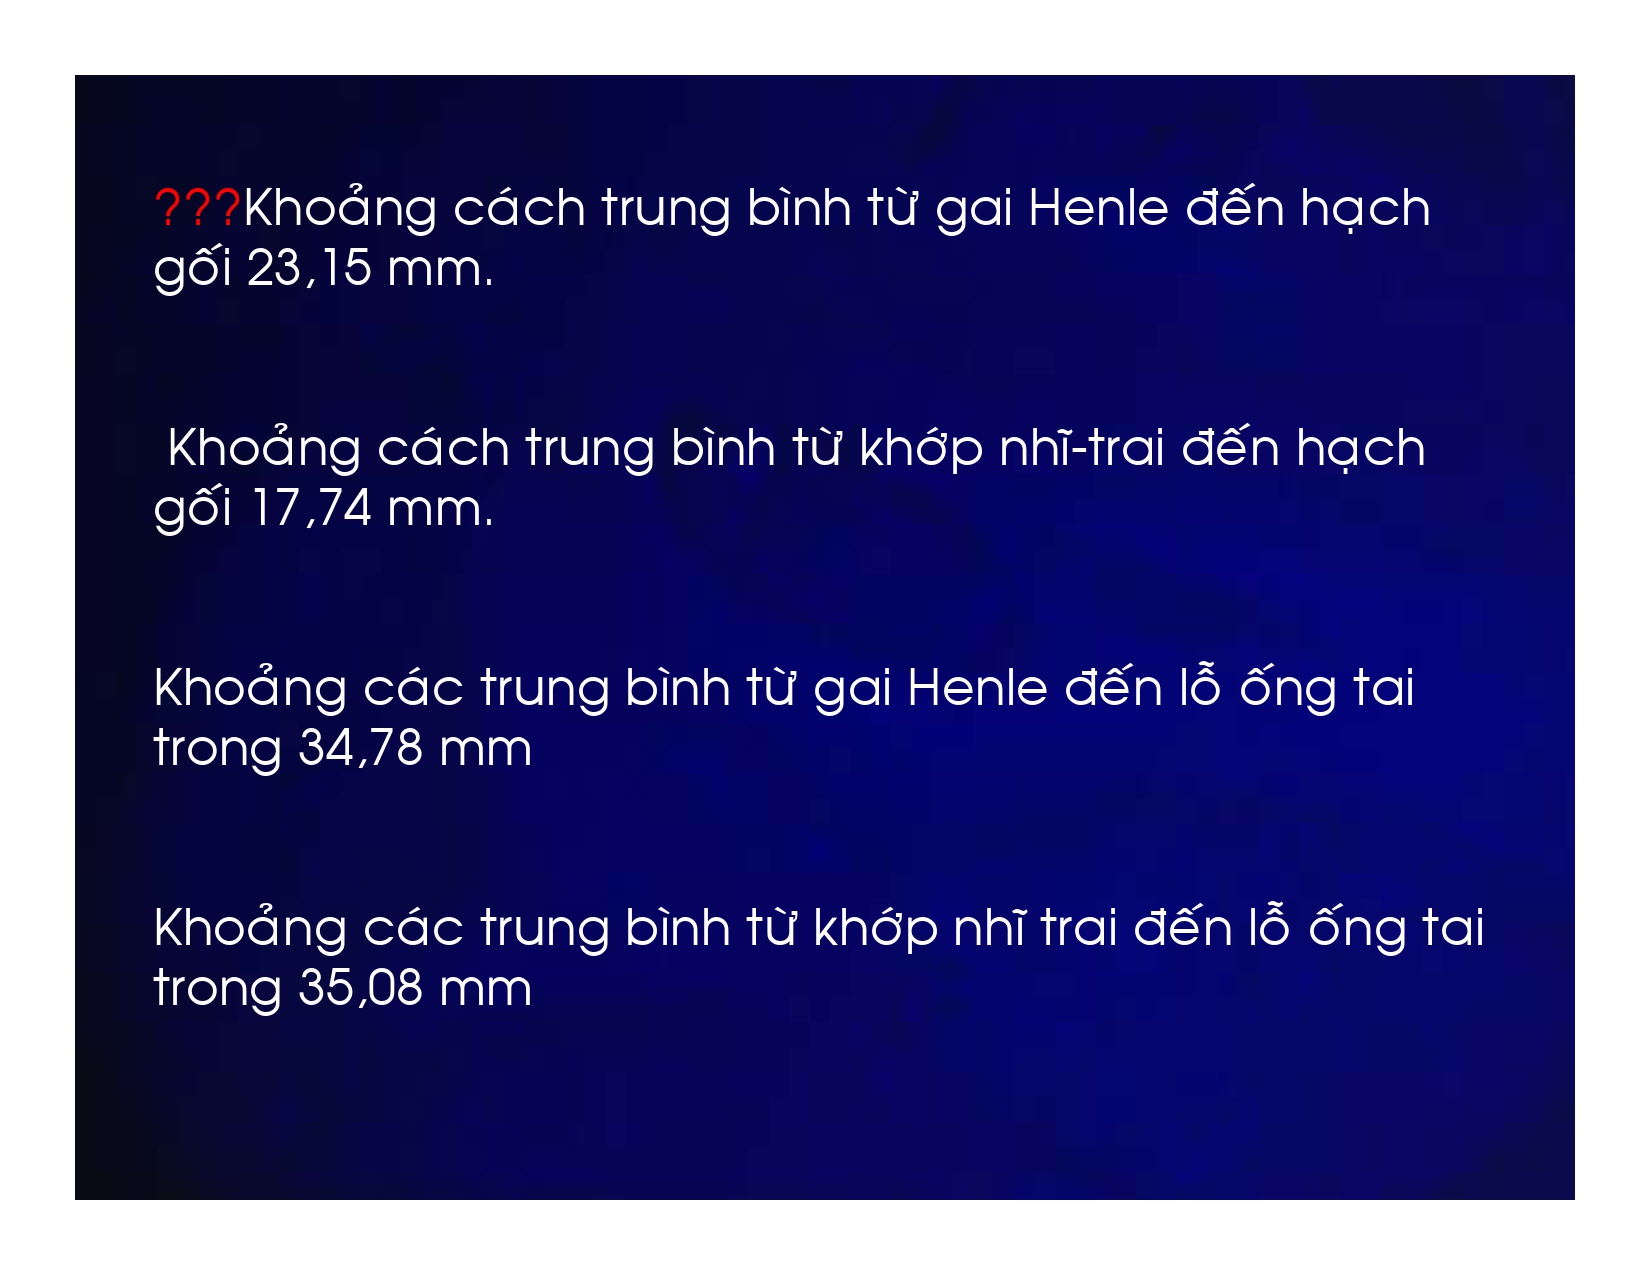 ???Khoảng cách trung bình từ gai Henle đến hạch
gối 23,15 mm.
Khoảng cách trung bình từ khớp nhĩ-trai đến hạch
gối 17,74 mm.
Khoảng các trung bình từ gai Henle đến lỗ ống tai
trong 34,78 mm
Khoảng các trung bình từ khớp nhĩ trai đến lỗ ống tai
trong 35,08 mm